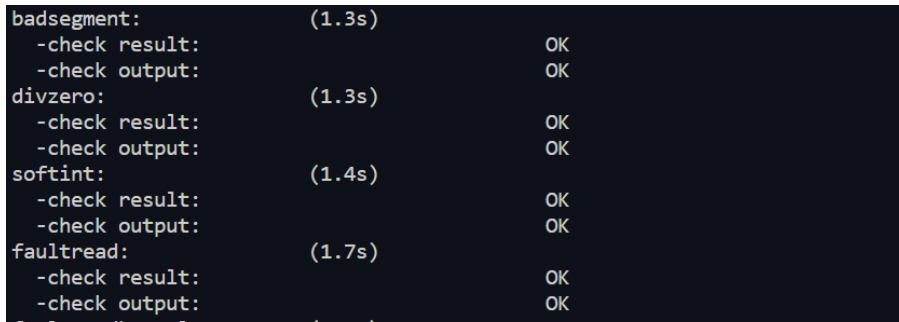 badsegment: (1.3s)
-check result: OK
-check output: OK
divzero: (1.3s)
-check result: OK
-check output: OK
softint: (1.4s)
-check result: OK
-check output: OK
faultread: (1.7s)
-check result: OK
-check output: OK